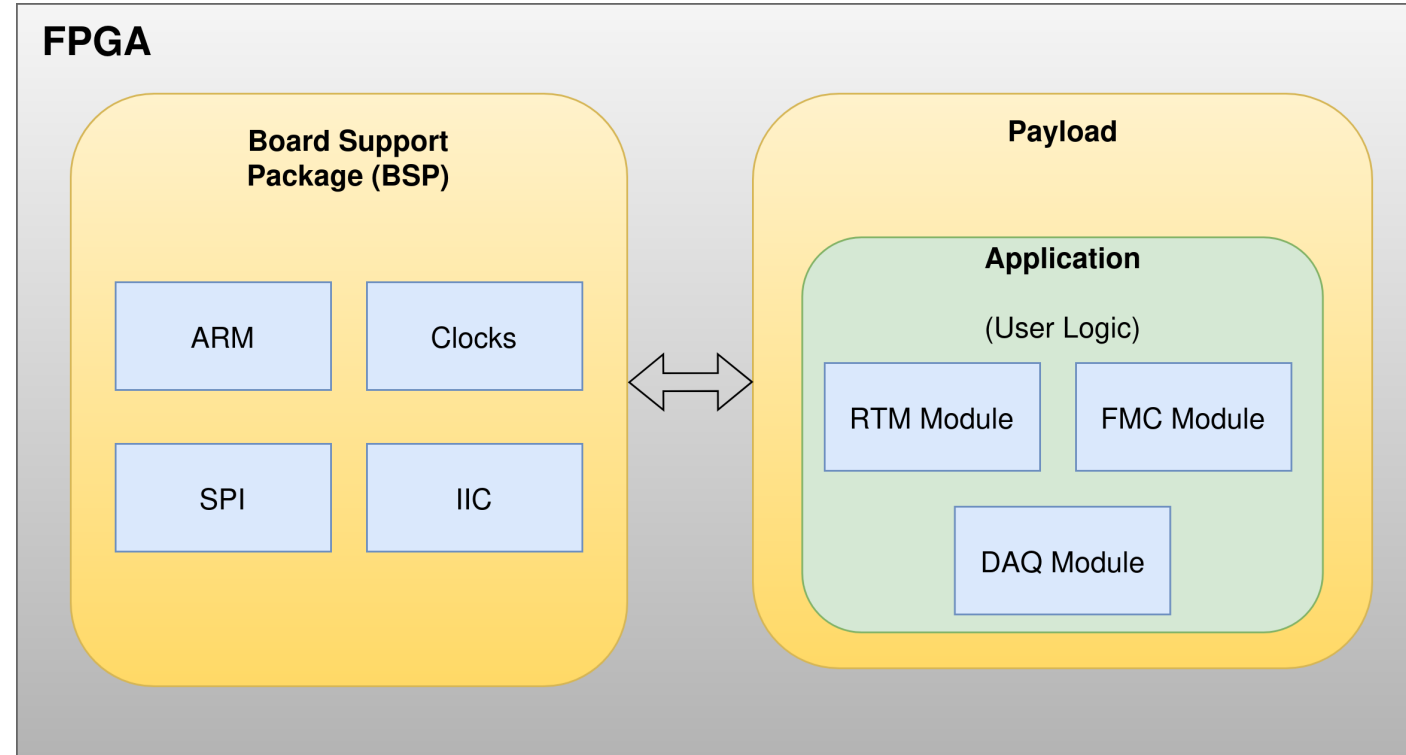 FPGA
Board Support
Package (BSP)
ARM
Clocks
SPI
IIC
Payload
Application
(User Logic)
RTM Module
FMC Module
DAQ Module